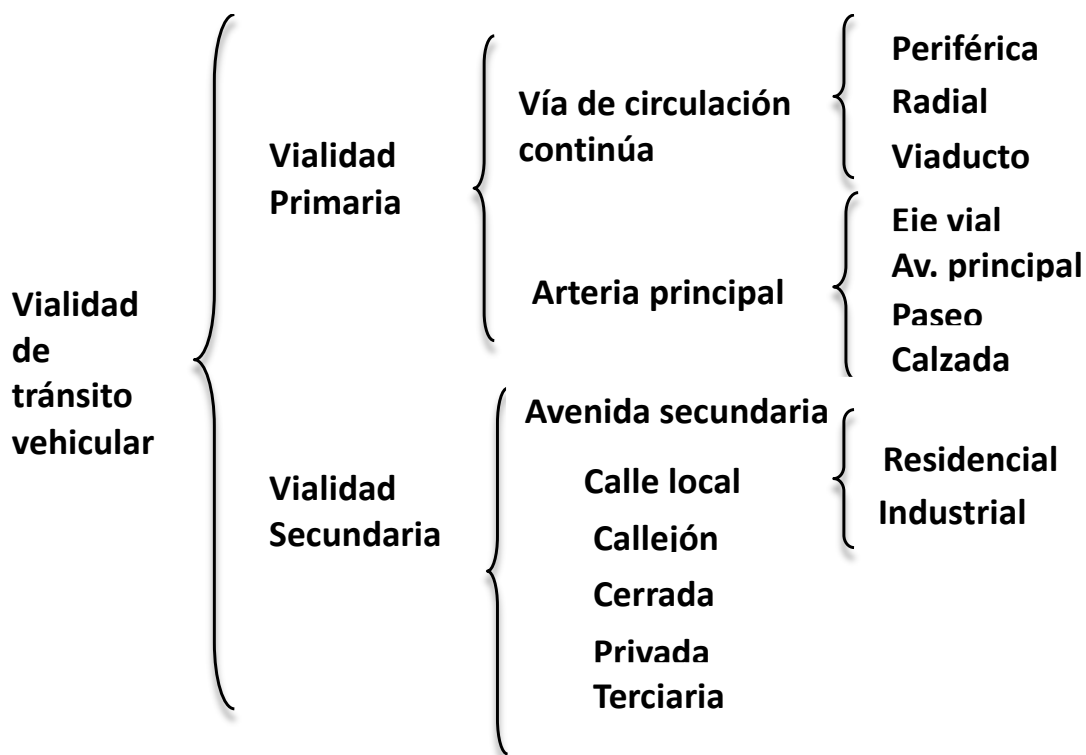 Vialidad
de
tránsito
vehicular
Vialidad
Primaria
Vía de circulación
continúa
Periférica
Radial
Viaducto
Arteria principal
Eje vial
Av. principal
Paseo
Calzada
Vialidad
Secundaria
Avenida secundaria
Calle local
Residencial
Industrial
Callejón
Cerrada
Privada
Terciaria